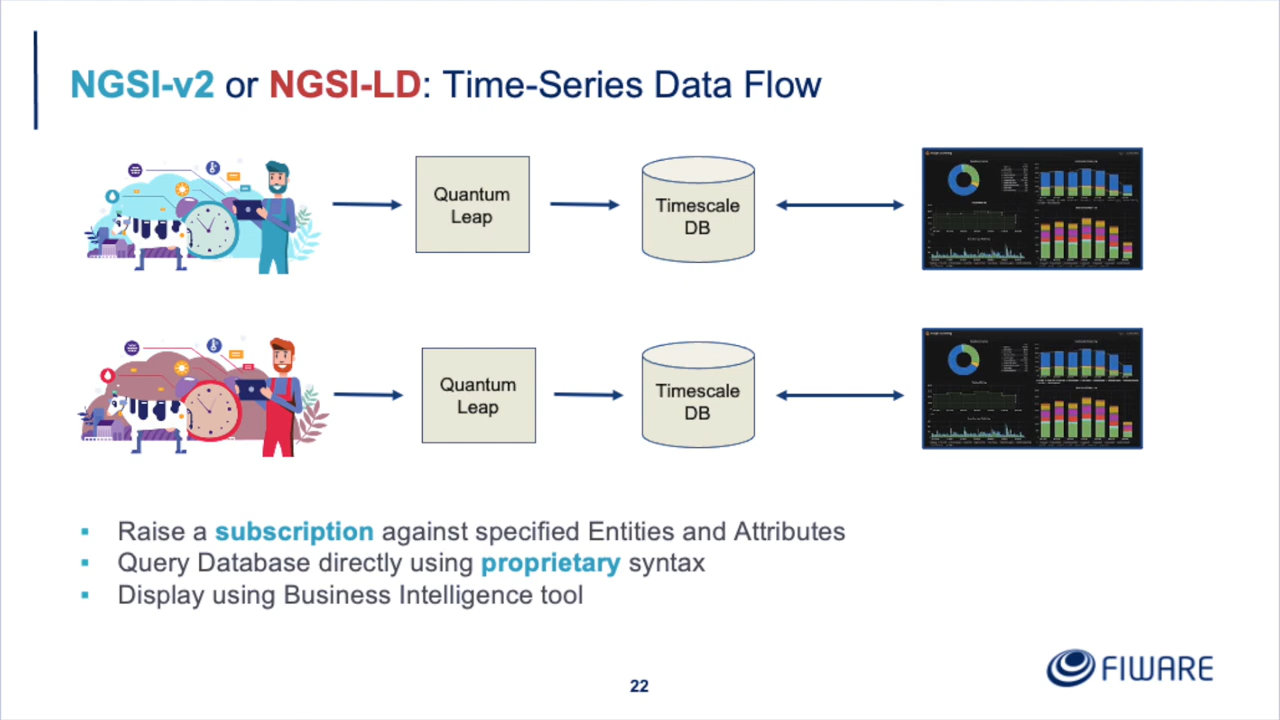 NGSI-v2 or NGSI-LD: Time-Series Data Flow
Quantum
Leap
Timescale
DB
Quantum
Leap
Timescale
DB
▪ Raise a subscription against specified Entities and Attributes
▪ Query Database directly using proprietary syntax
▪ Display using Business Intelligence tool
22
FIWARE